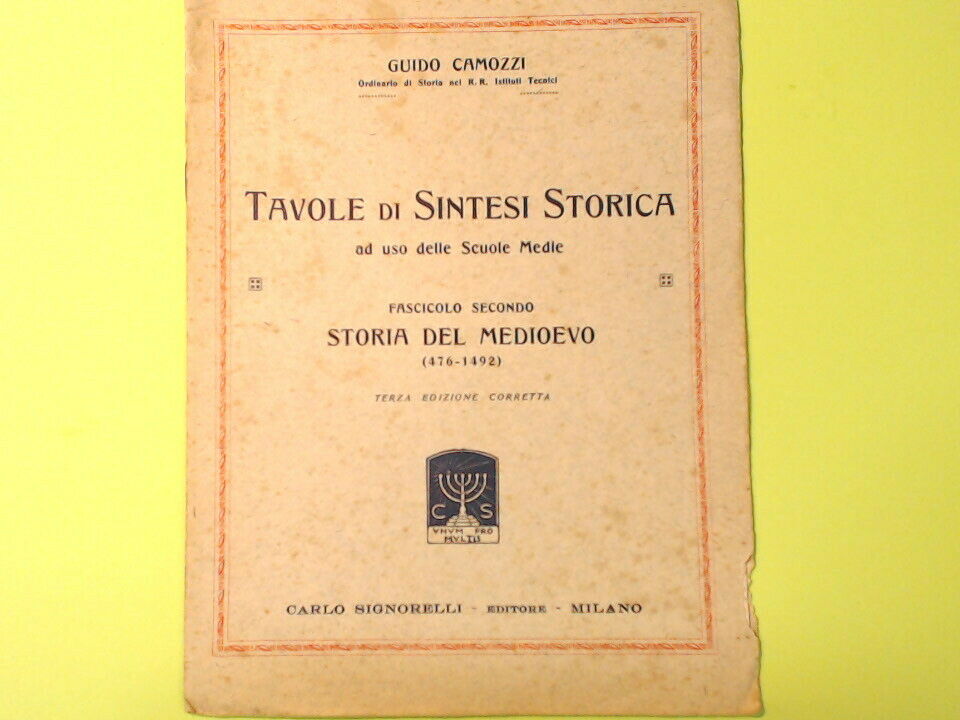 GUIDO CAMOZZI
Ordinario di Storia nei R. R. Istituti Tecnici
TAVOLE DI SINTESI STORICA
ad uso delle Scuole Medie
FASCICOLO SECONDO
STORIA DEL MEDIOEVO
(476-1492)
TERZA EDIZIONE CORRETTA
C S
VNVM PRO
MVLTIS
CARLO SIGNORELLI - EDITORE - MILANO